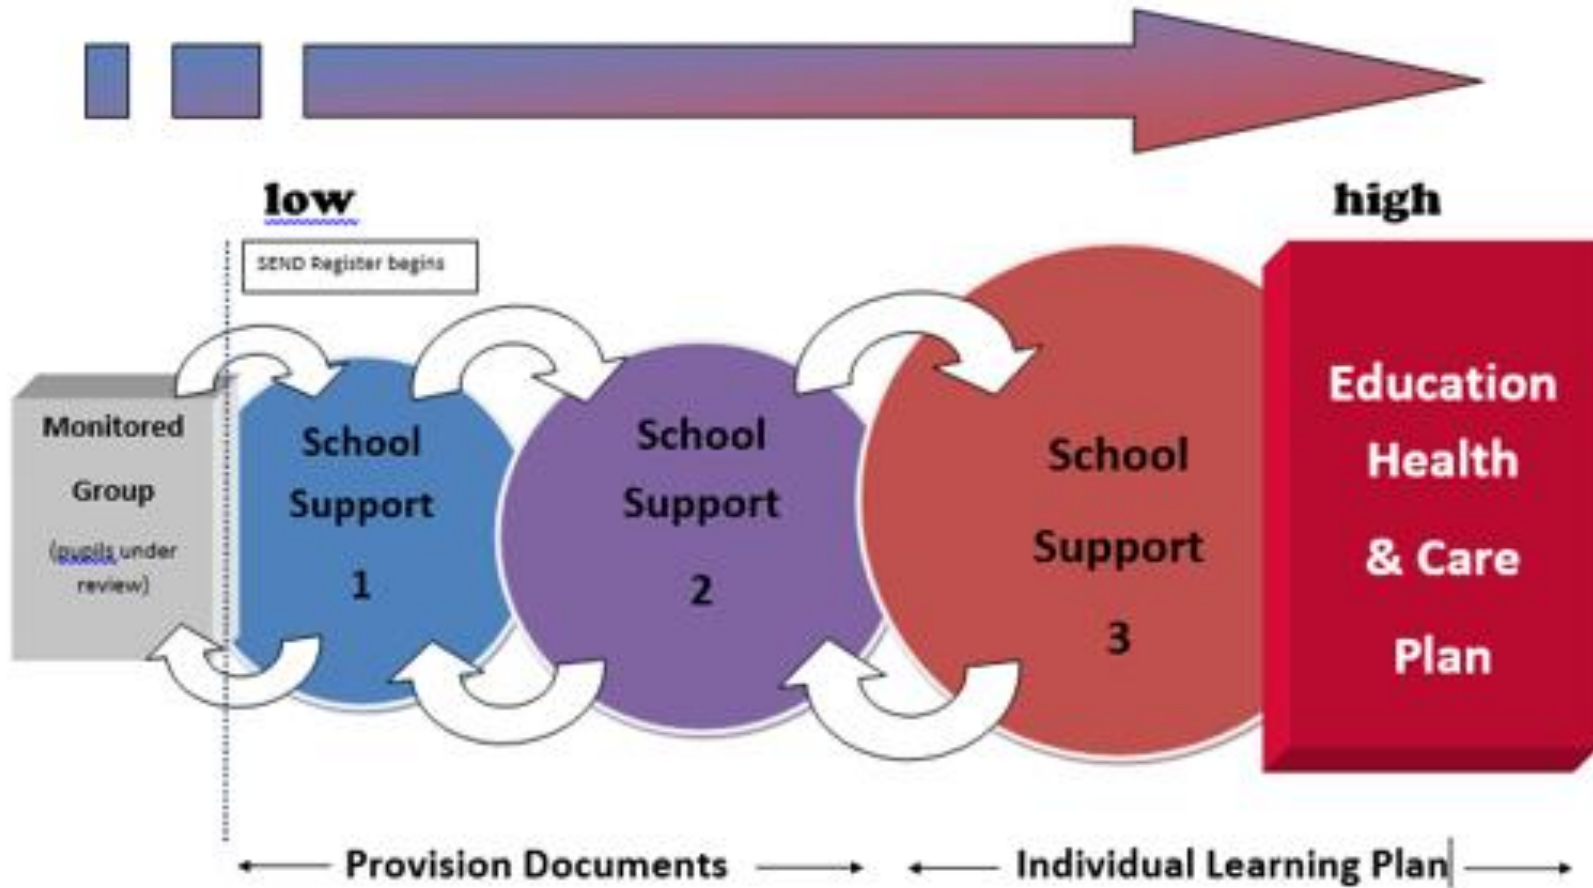 low
high
SEND Register begins
Monitored
Group
(pupils under
review)
School
Support
1
School
Support
2
School
Support
3
Education
Health
& Care
Plan
Provision Documents
Individual Learning Plan